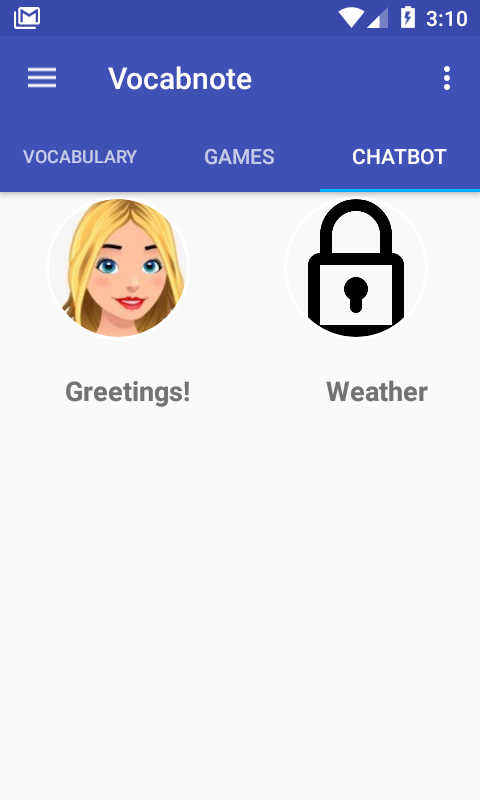 3:10
Vocabnote
VOCABULARY GAMES CHATBOT
Greetings! Weather